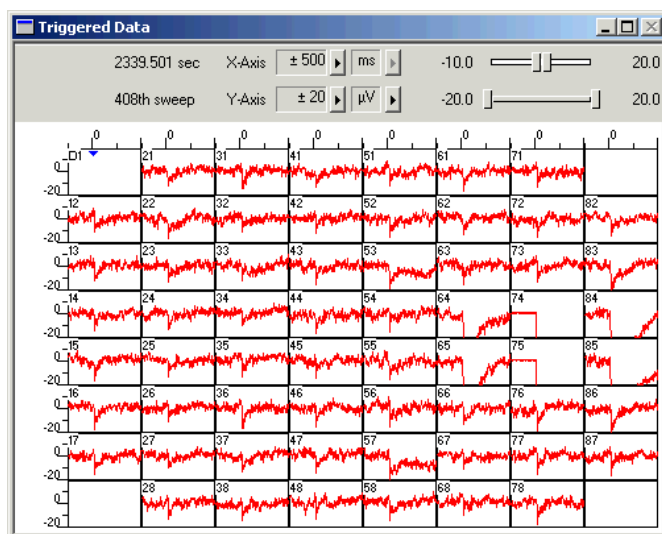 Triggered Data
2339.501 sec X-Axis ± 500 ms -10.0 20.0
408th sweep Y-Axis ± 20 µV -20.0 20.0
0 0 0 0 0 0 0
0 D1 21 31 41 51 61 71
-20
0 12 22 32 42 52 62 72 82
-20
0 13 23 33 43 53 63 73 83
-20
0 14 24 34 44 54 64 74 84
-20
0 15 25 35 45 55 65 75 85
-20
0 16 26 36 46 56 66 76 86
-20
0 17 27 37 47 57 67 77 87
-20
0 28 38 48 58 68 78
-20